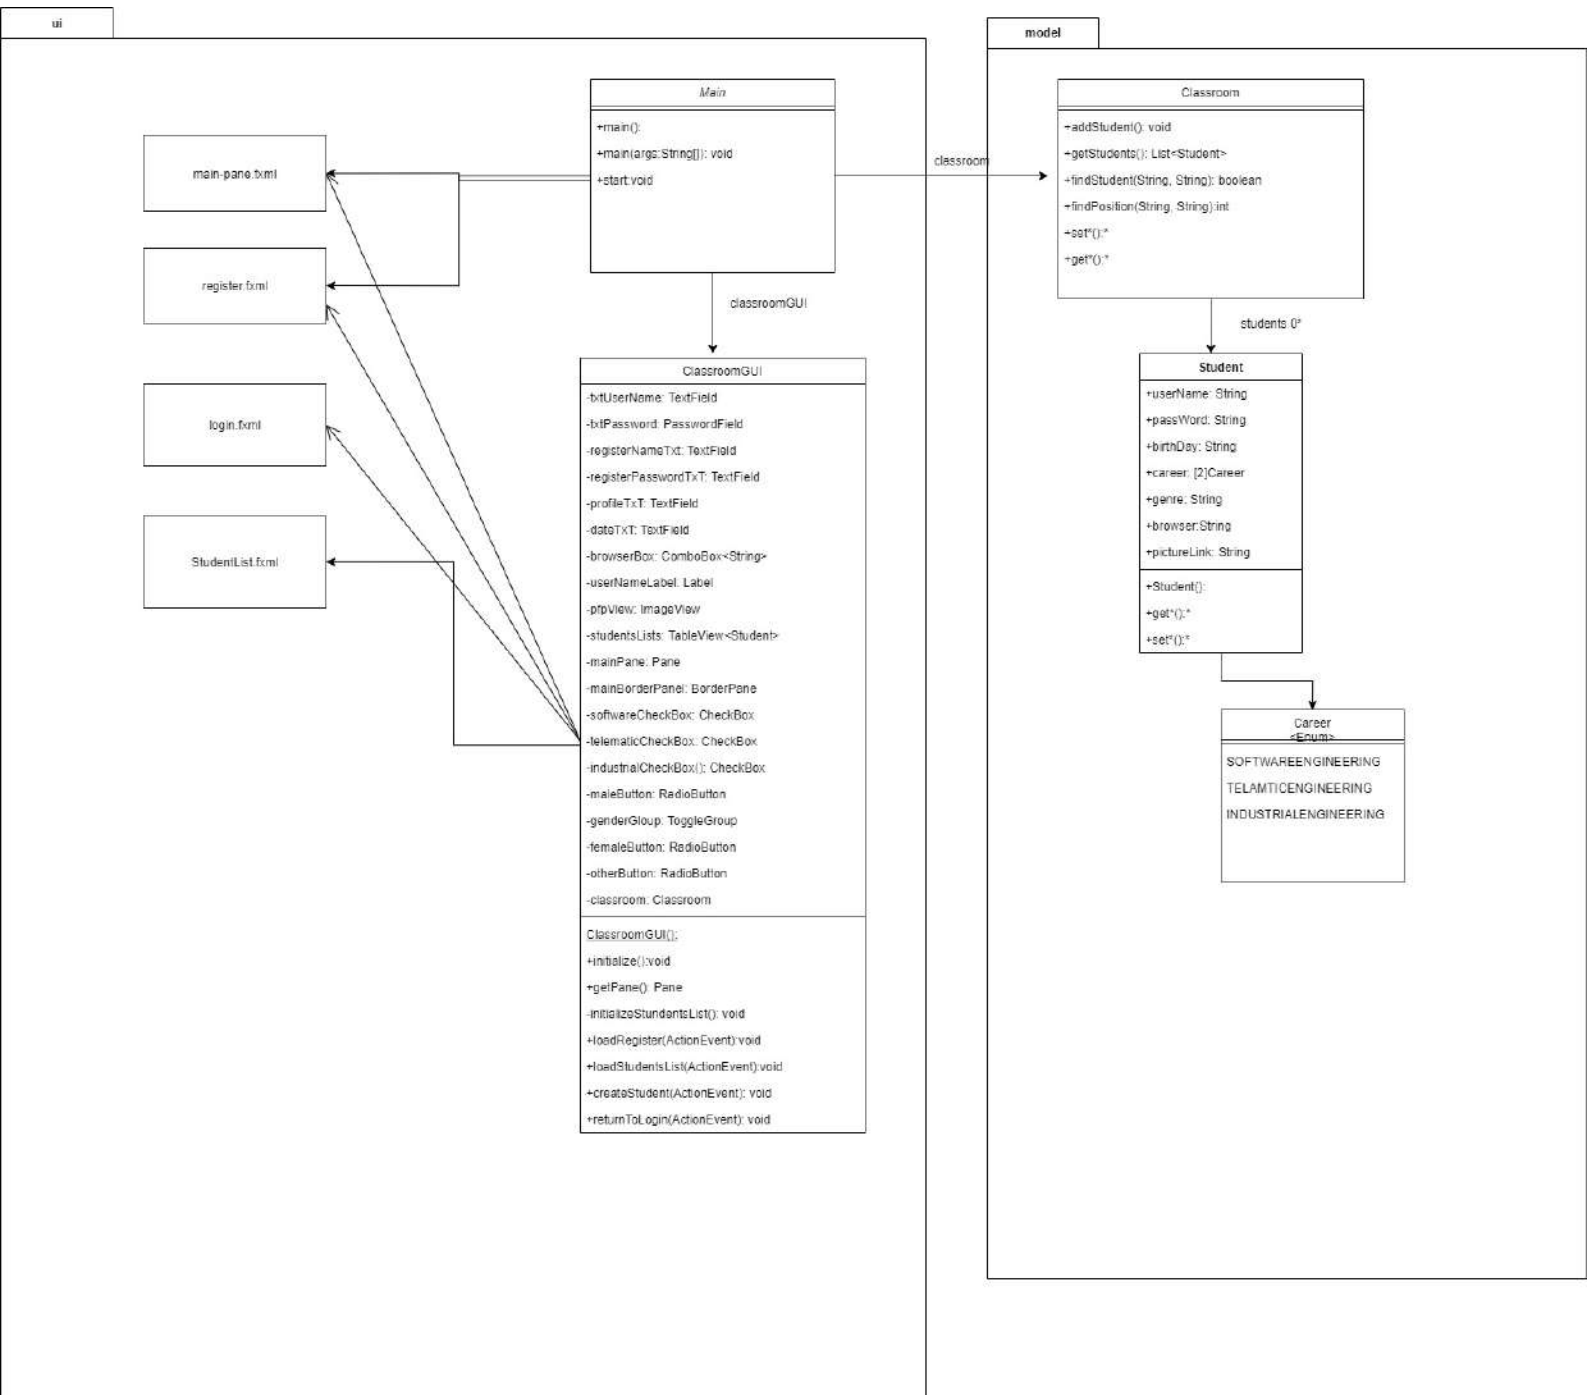 ui
Main
+main():
+main(args:String[]): void
+start:void
main-pane.fxml
register.fxml
login.fxml
StudentList.fxml
classroomGUI
classroom
ClassroomGUI
-txtUserName: TextField
-txtPassword: PasswordField
-registerNameTxt: TextField
-registerPasswordTxT: TextField
-profileTxT: TextField
-dateTxT: TextField
-browserBox: ComboBox<String>
-userNameLabel: Label
-pfpView: ImageView
-studentsLists: TableView<Student>
-mainPane: Pane
-mainBorderPanel: BorderPane
-softwareCheckBox: CheckBox
-telematicCheckBox: CheckBox
-industrialCheckBox(): CheckBox
-maleButton: RadioButton
-genderGloup: ToggleGroup
-femaleButton: RadioButton
-otherButton: RadioButton
-classroom: Classroom
ClassroomGUI():
+initialize():void
+getPane(): Pane
-initializeStundentsList(): void
+loadRegister(ActionEvent):void
+loadStudentsList(ActionEvent):void
+createStudent(ActionEvent): void
+returnToLogin(ActionEvent): void
model
Classroom
+addStudent(): void
+getStudents(): List<Student>
+findStudent(String, String): boolean
+findPosition(String, String):int
+set*():*
+get*():*
students 0*
Student
+userName: String
+passWord: String
+birthDay: String
+career: [2]Career
+genre: String
+browser:String
+pictureLink: String
+Student():
+get*():*
+set*():*
Career
<Enum>
SOFTWAREENGINEERING
TELAMTICENGINEERING
INDUSTRIALENGINEERING